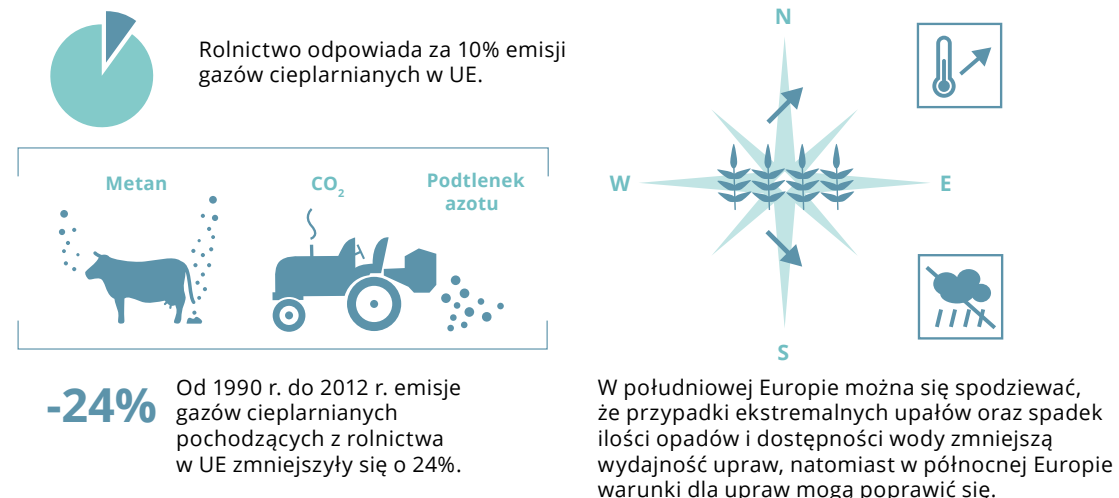 Rolnictwo odpowiada za 10% emisji
gazów cieplarnianych w UE.
Metan
CO₂
Podtlenek
azotu
-24%
Od 1990 r. do 2012 r. emisje
gazów cieplarnianych
pochodzących z rolnictwa
w UE zmniejszyły się o 24%.
N
W
E
S
W południowej Europie można się spodziewać,
że przypadki ekstremalnych upałów oraz spadek
ilości opadów i dostępności wody zmniejszą
wydajność upraw, natomiast w północnej Europie
warunki dla upraw mogą poprawić się.